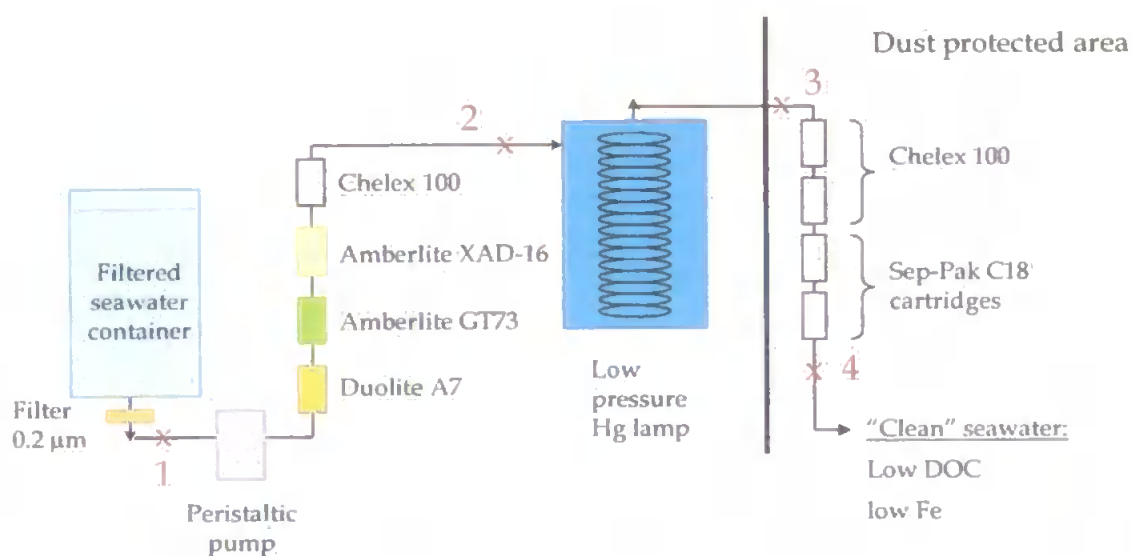 Dust protected area
2
3
Chelex 100
Chelex 100
Amberlite XAD-16
Filtered
seawater
container
Sep-Pak C18
cartridges
Amberlite GT73
Duolite A7
Low
pressure
Hg lamp
4
Filter
0.2 µm
1
"Clean" seawater:
Low DOC
low Fe
Peristaltic
pump